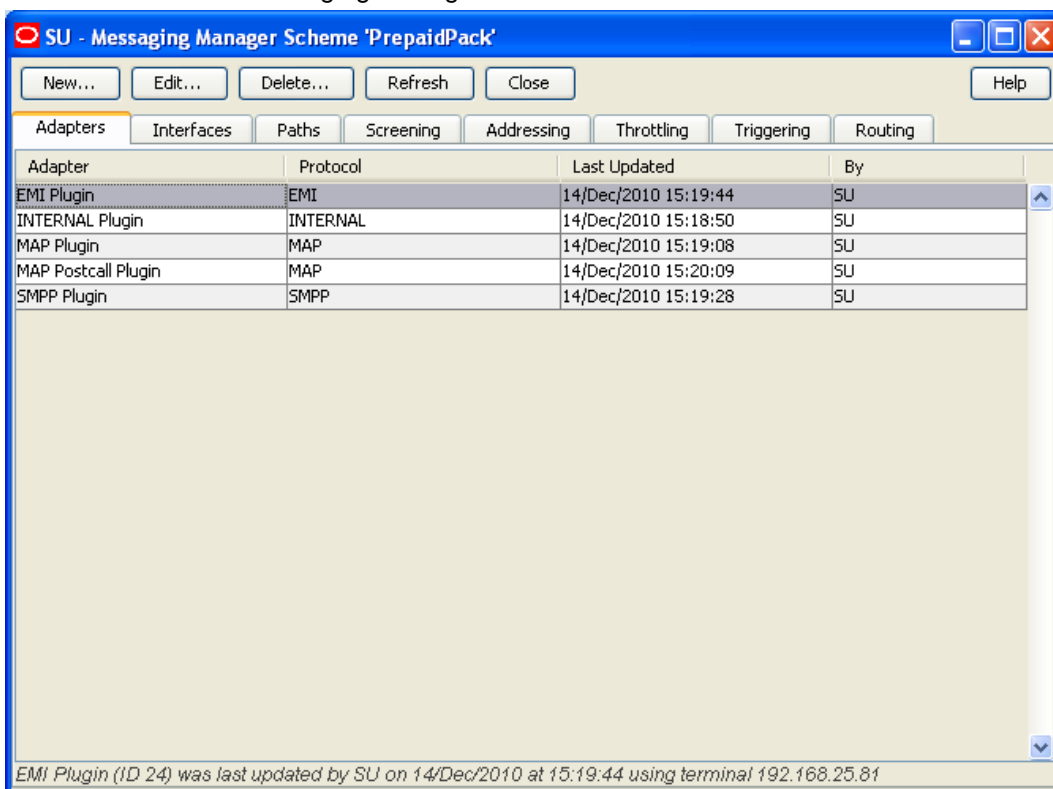 SU - Messaging Manager Scheme 'PrepaidPack'
New... Edit... Delete... Refresh Close Help
Adapters Interfaces Paths Screening Addressing Throttling Triggering Routing
Adapter Protocol Last Updated By
EMI Plugin EMI 14/Dec/2010 15:19:44 SU
INTERNAL Plugin INTERNAL 14/Dec/2010 15:18:50 SU
MAP Plugin MAP 14/Dec/2010 15:19:08 SU
MAP Postcall Plugin MAP 14/Dec/2010 15:20:09 SU
SMPP Plugin SMPP 14/Dec/2010 15:19:28 SU
EMI Plugin (ID 24) was last updated by SU on 14/Dec/2010 at 15:19:44 using terminal 192.168.25.81